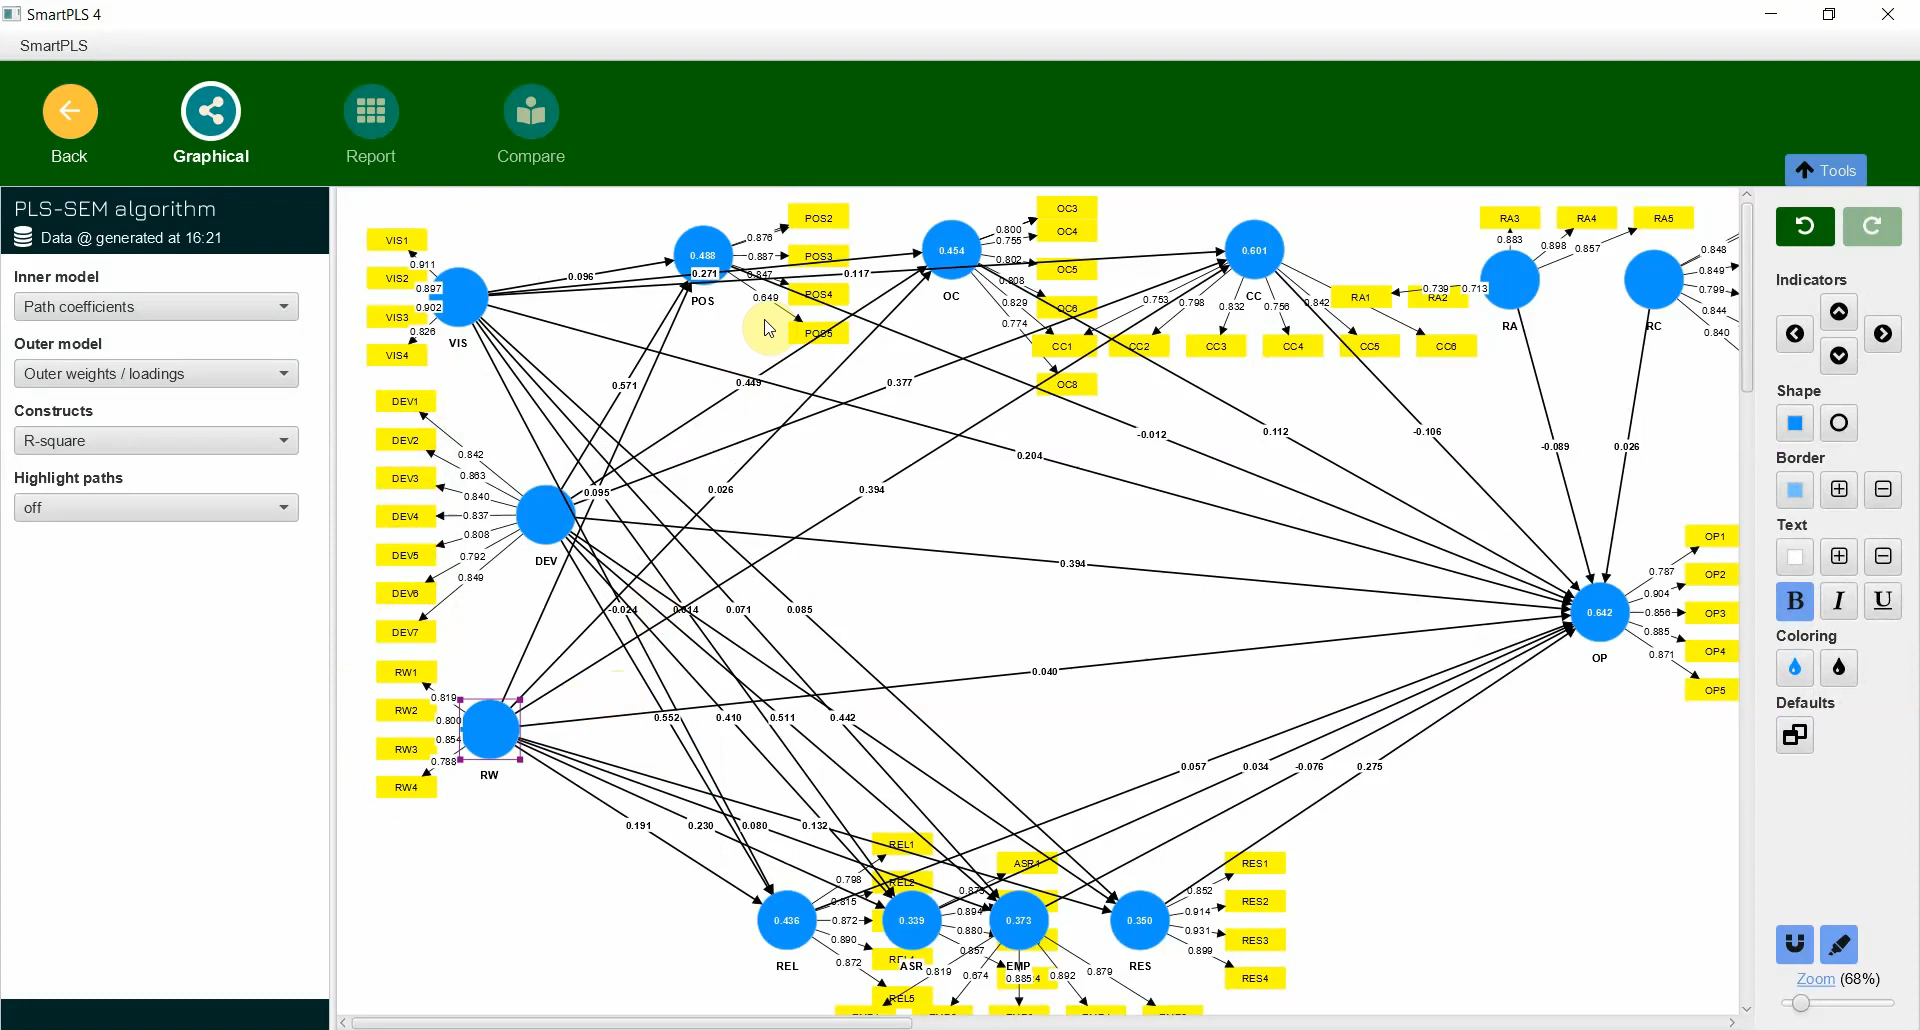 SmartPLS 4
SmartPLS
Back
Graphical
Report
Compare
Tools
PLS-SEM algorithm
Data @ generated at 16:21
Inner model
Path coefficients
Outer model
Outer weights / loadings
Constructs
R-square
Highlight paths
off
VIS1
VIS2
VIS3
VIS4
0.911
0.897
0.902
0.826
VIS
DEV1
DEV2
DEV3
DEV4
DEV5
DEV6
DEV7
0.842
0.863
0.840
0.837
0.808
0.792
0.849
DEV
RW1
RW2
RW3
RW4
0.819
0.800
0.854
0.788
RW
0.488
POS
POS2
POS3
POS4
POS5
0.876
0.887
0.847
0.649
0.454
OC
OC3
OC4
OC5
OC6
OC8
0.800
0.755
0.802
0.808
0.829
0.774
0.601
CC
CC1
CC2
CC3
CC4
CC5
CC6
0.753
0.798
0.832
0.756
0.842
RA1
RA2
RA3
RA4
RA5
0.739
0.713
0.883
0.898
0.857
RA
RC
0.848
0.849
0.799
0.844
0.840
0.096
0.271
0.117
0.571
0.449
0.377
0.095
0.026
0.394
-0.012
0.112
-0.106
-0.089
0.026
0.204
0.394
0.040
-0.024
0.014
0.071
0.085
0.552
0.410
0.511
0.442
0.191
0.230
0.080
0.132
0.057
0.034
-0.076
0.275
0.642
OP
OP1
OP2
OP3
OP4
OP5
0.787
0.904
0.856
0.885
0.871
0.436
REL
REL1
REL2
REL5
0.798
0.815
0.872
0.890
0.872
0.339
ASR
ASR1
0.894
0.880
0.857
0.373
EMP
0.819
0.674
0.885
0.892
0.879
0.350
RES
RES1
RES2
RES3
RES4
0.852
0.914
0.931
0.899
Indicators
Shape
Border
Text
B
I
U
Coloring
Defaults
Zoom (68%)